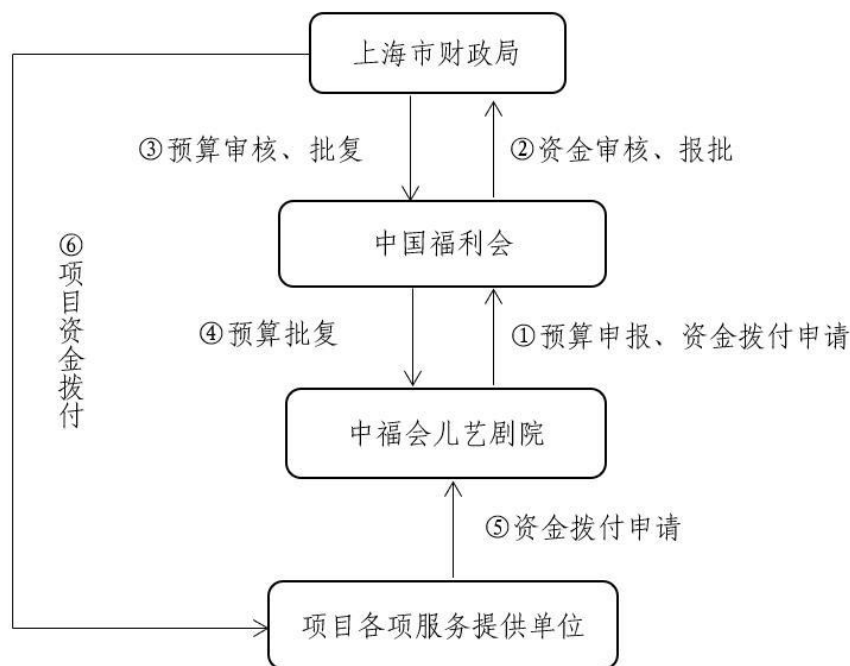 上海市财政局
③预算审核、批复
②资金审核、报批
中国福利会
⑥项目资金拨付
④预算批复
①预算申报、资金拨付申请
中福会儿艺剧院
⑤资金拨付申请
项目各项服务提供单位